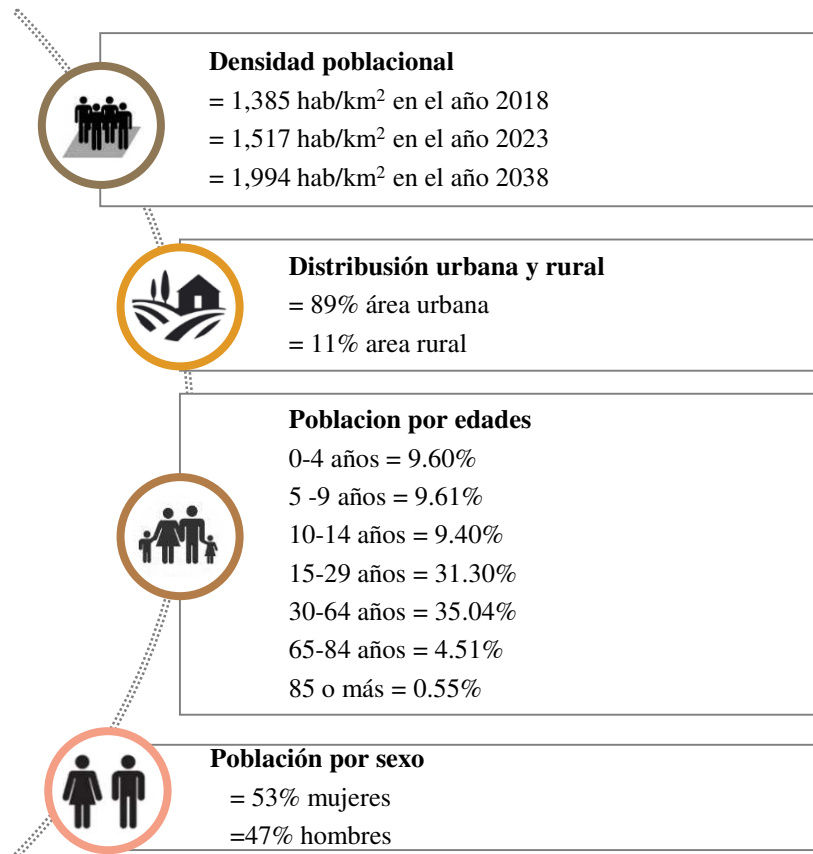 Densidad poblacional
= 1,385 hab/km² en el año 2018
= 1,517 hab/km² en el año 2023
= 1,994 hab/km² en el año 2038
Distribusión urbana y rural
= 89% área urbana
= 11% area rural
Poblacion por edades
0-4 años = 9.60%
5 -9 años = 9.61%
10-14 años = 9.40%
15-29 años = 31.30%
30-64 años = 35.04%
65-84 años = 4.51%
85 o más = 0.55%
Población por sexo
= 53% mujeres
=47% hombres